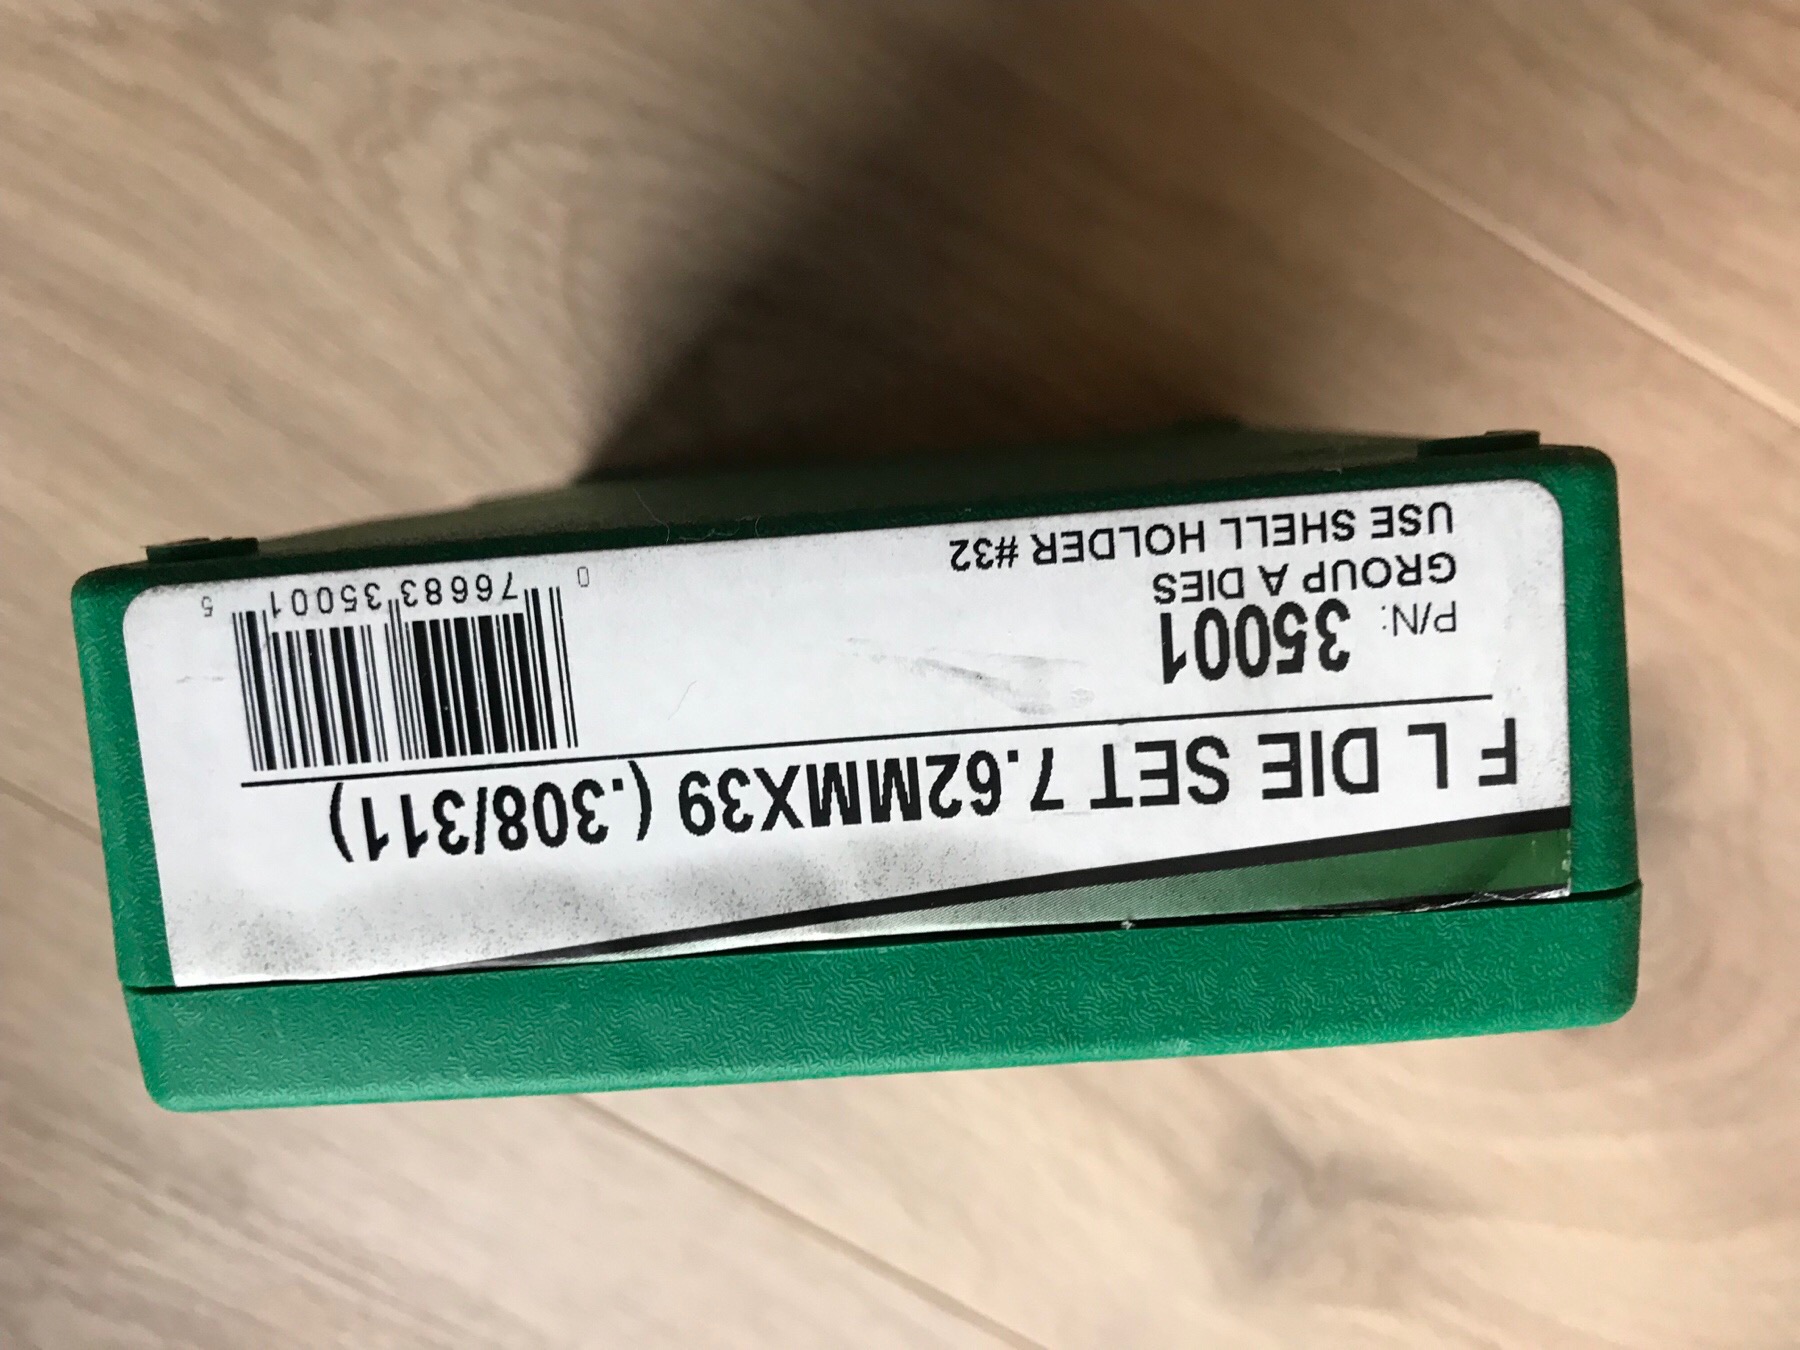 F L DIE SET 7.62MMX39 (.308/311)
P/N: 35001
GROUP A DIES
USE SHELL HOLDER #32
0 76683 35001 5